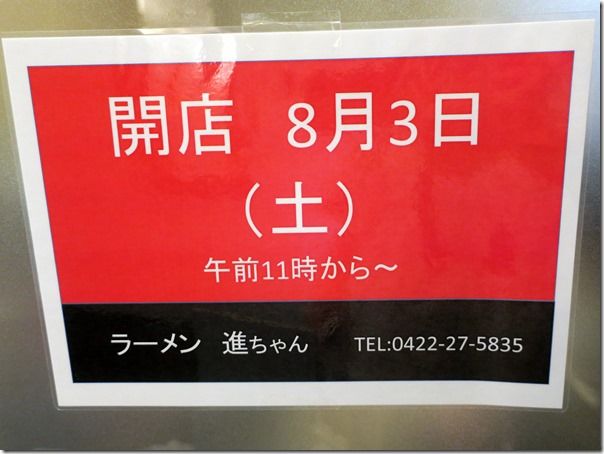 開店　8月3日
（土）
午前11時から～
ラーメン　進ちゃん　TEL:0422-27-5835